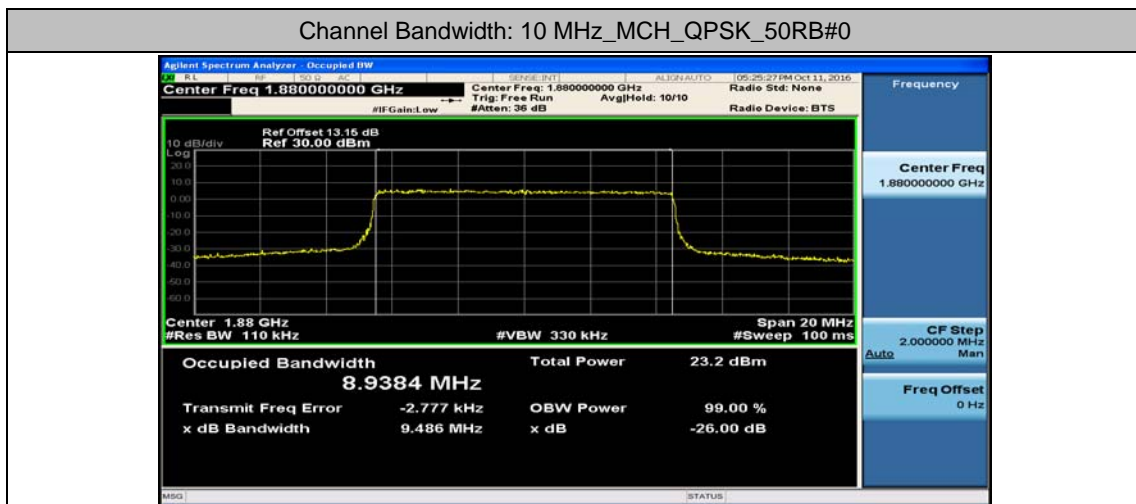 Channel Bandwidth: 10 MHz_MCH_QPSK_50RB#0
Agilent Spectrum Analyzer - Occupied BW
LXI RL RF 50 Ω AC SENSE:INT ALIGN AUTO 05:25:27 PM Oct 11, 2016
Center Freq 1.880000000 GHz Center Freq: 1.880000000 GHz Radio Std: None
Trig: Free Run Avg|Hold: 10/10
#IFGain:Low #Atten: 36 dB Radio Device: BTS
Frequency
Ref Offset 13.15 dB
10 dB/div Ref 30.00 dBm
Log
20.0
10.0
0.00
-10.0
-20.0
-30.0
-40.0
-50.0
-60.0
Center Freq
1.880000000 GHz
Center 1.88 GHz Span 20 MHz
#Res BW 110 kHz #VBW 330 kHz #Sweep 100 ms
CF Step
2.000000 MHz
Auto Man
Freq Offset
0 Hz
Occupied Bandwidth Total Power 23.2 dBm
8.9384 MHz
Transmit Freq Error -2.777 kHz OBW Power 99.00 %
x dB Bandwidth 9.486 MHz x dB -26.00 dB
MSG STATUS